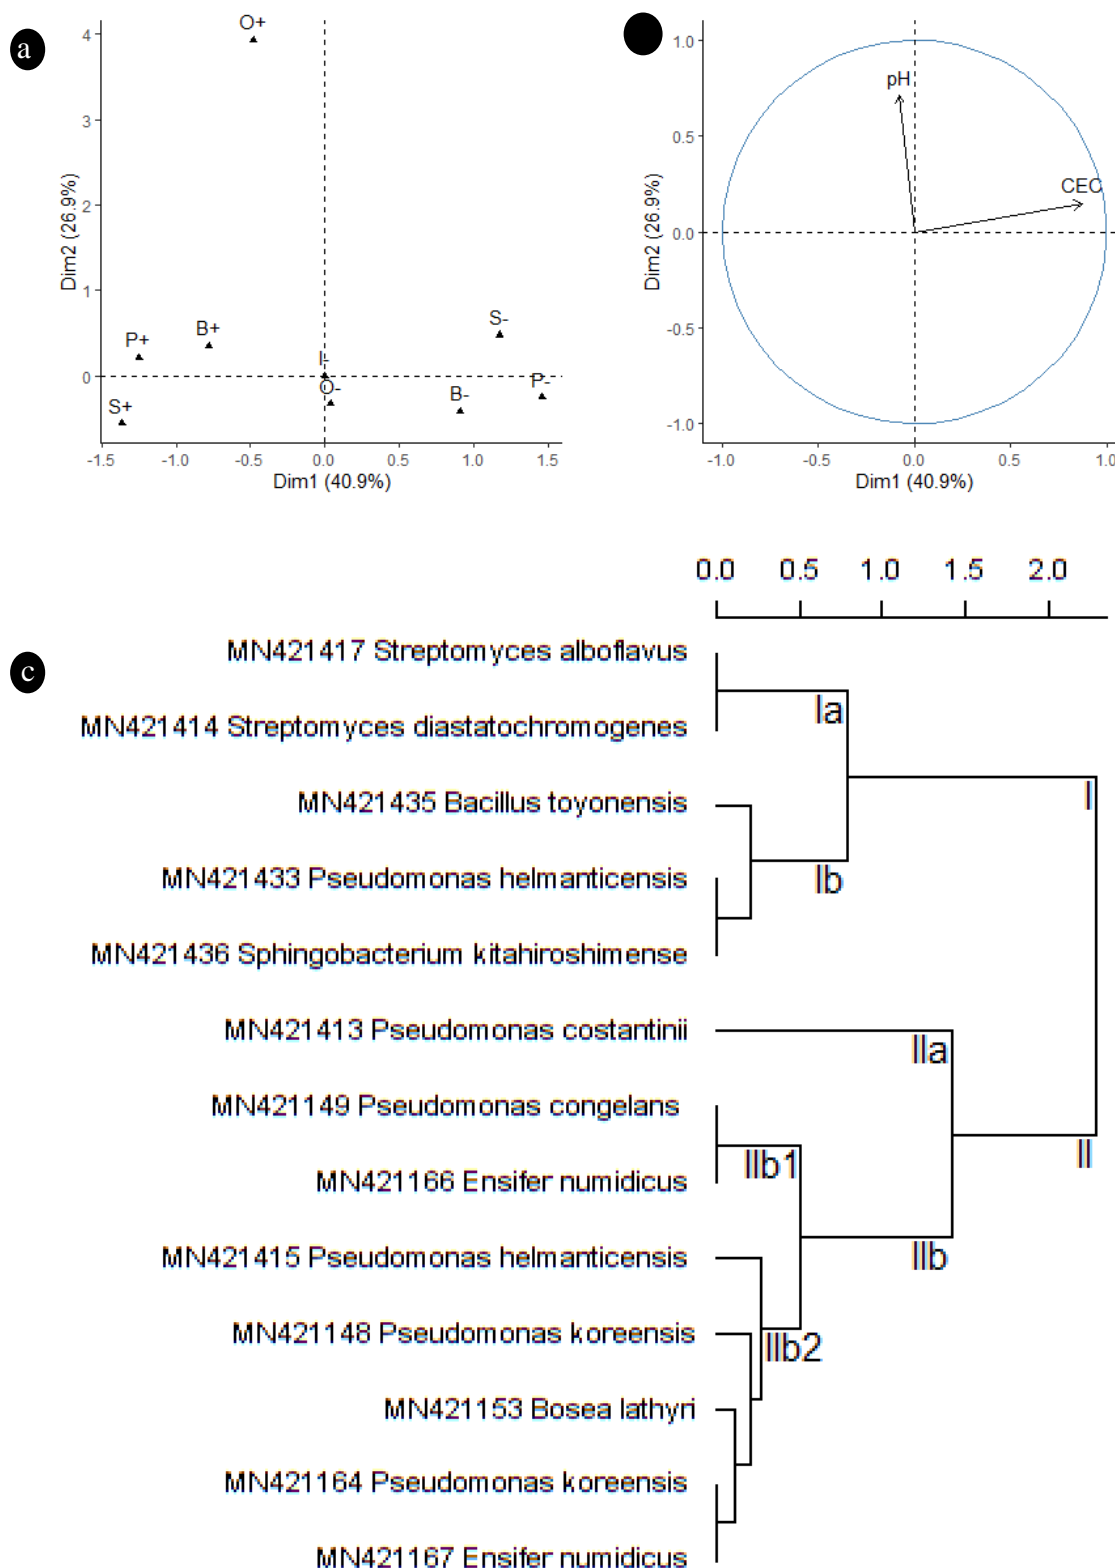 a
O+
4
3
2
1
0
Dim2 (26.9%)
P+
B+
S+
I-
O-
S-
B-
P-
-1.5
-1.0
-0.5
0.0
0.5
1.0
1.5
Dim1 (40.9%)
1.0
0.5
0.0
-0.5
-1.0
Dim2 (26.9%)
pH
CEC
-1.0
-0.5
0.0
0.5
1.0
Dim1 (40.9%)
c
0.0 0.5 1.0 1.5 2.0
MN421417 Streptomyces alboflavus
Ia
MN421414 Streptomyces diastatochromogenes
MN421435 Bacillus toyonensis
I
MN421433 Pseudomonas helmanticensis
Ib
MN421436 Sphingobacterium kitahiroshimense
MN421413 Pseudomonas costantinii
IIa
MN421149 Pseudomonas congelans
IIb1
II
MN421166 Ensifer numidicus
MN421415 Pseudomonas helmanticensis
IIb
MN421148 Pseudomonas koreensis
IIb2
MN421153 Bosea lathyri
MN421164 Pseudomonas koreensis
MN421167 Ensifer numidicus